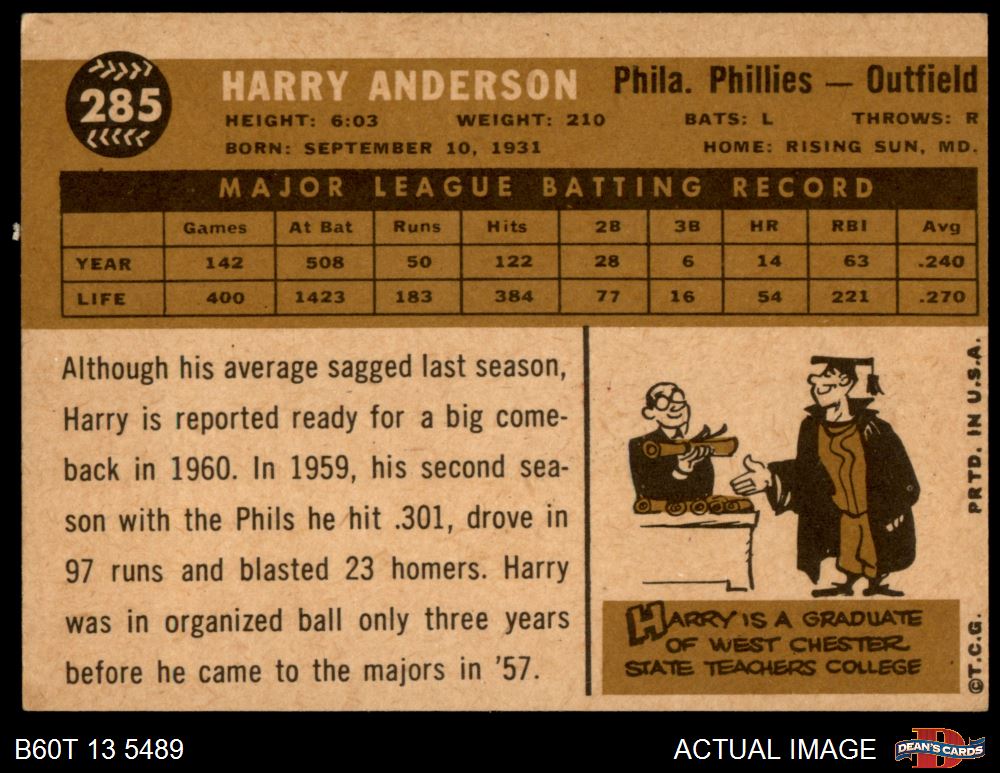 285
HARRY ANDERSON
Phila. Phillies — Outfield
HEIGHT: 6:03 WEIGHT: 210 BATS: L THROWS: R
BORN: SEPTEMBER 10, 1931 HOME: RISING SUN, MD.
MAJOR LEAGUE BATTING RECORD
Games At Bat Runs Hits 2B 3B HR RBI Avg
YEAR 142 508 50 122 28 6 14 63 .240
LIFE 400 1423 183 384 77 16 54 221 .270
Although his average sagged last season,
Harry is reported ready for a big come-
back in 1960. In 1959, his second sea-
son with the Phils he hit .301, drove in
97 runs and blasted 23 homers. Harry
was in organized ball only three years
before he came to the majors in '57.
HARRY IS A GRADUATE
OF WEST CHESTER
STATE TEACHERS COLLEGE
©T.C.G. PRTD. IN U.S.A.
B60T 13 5489
ACTUAL IMAGE
D
DEAN'S CARDS